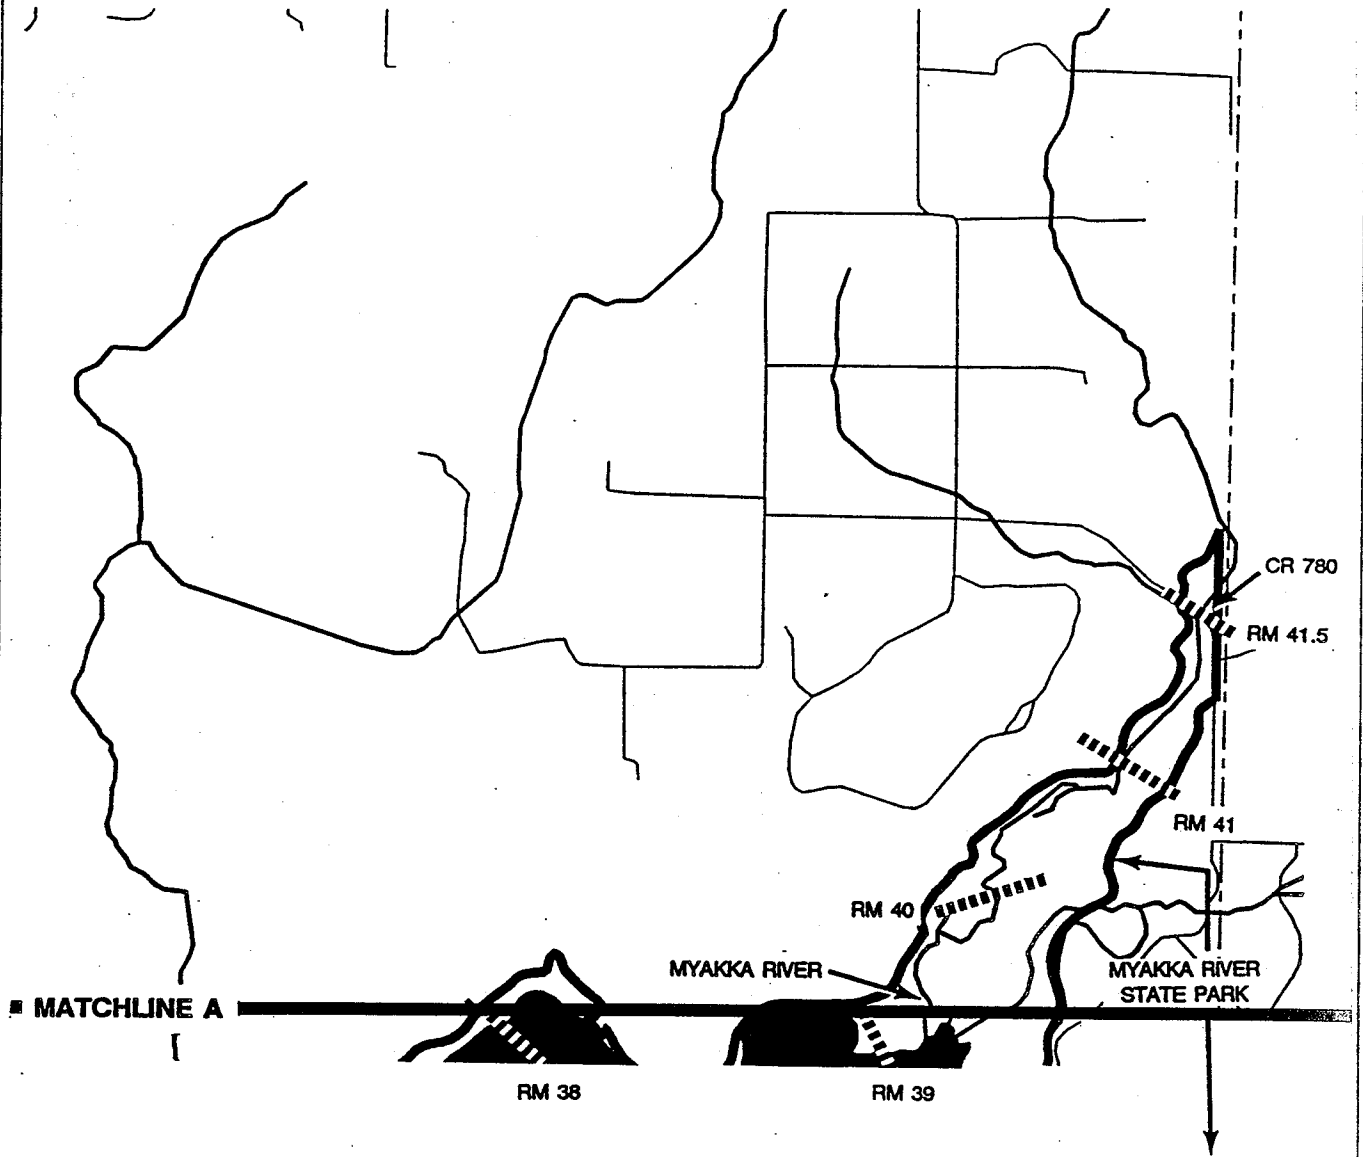 CR 780
RM 41.5
RM 41
RM 40
MYAKKA RIVER
MYAKKA RIVER
STATE PARK
MATCHLINE A
RM 38
RM 39